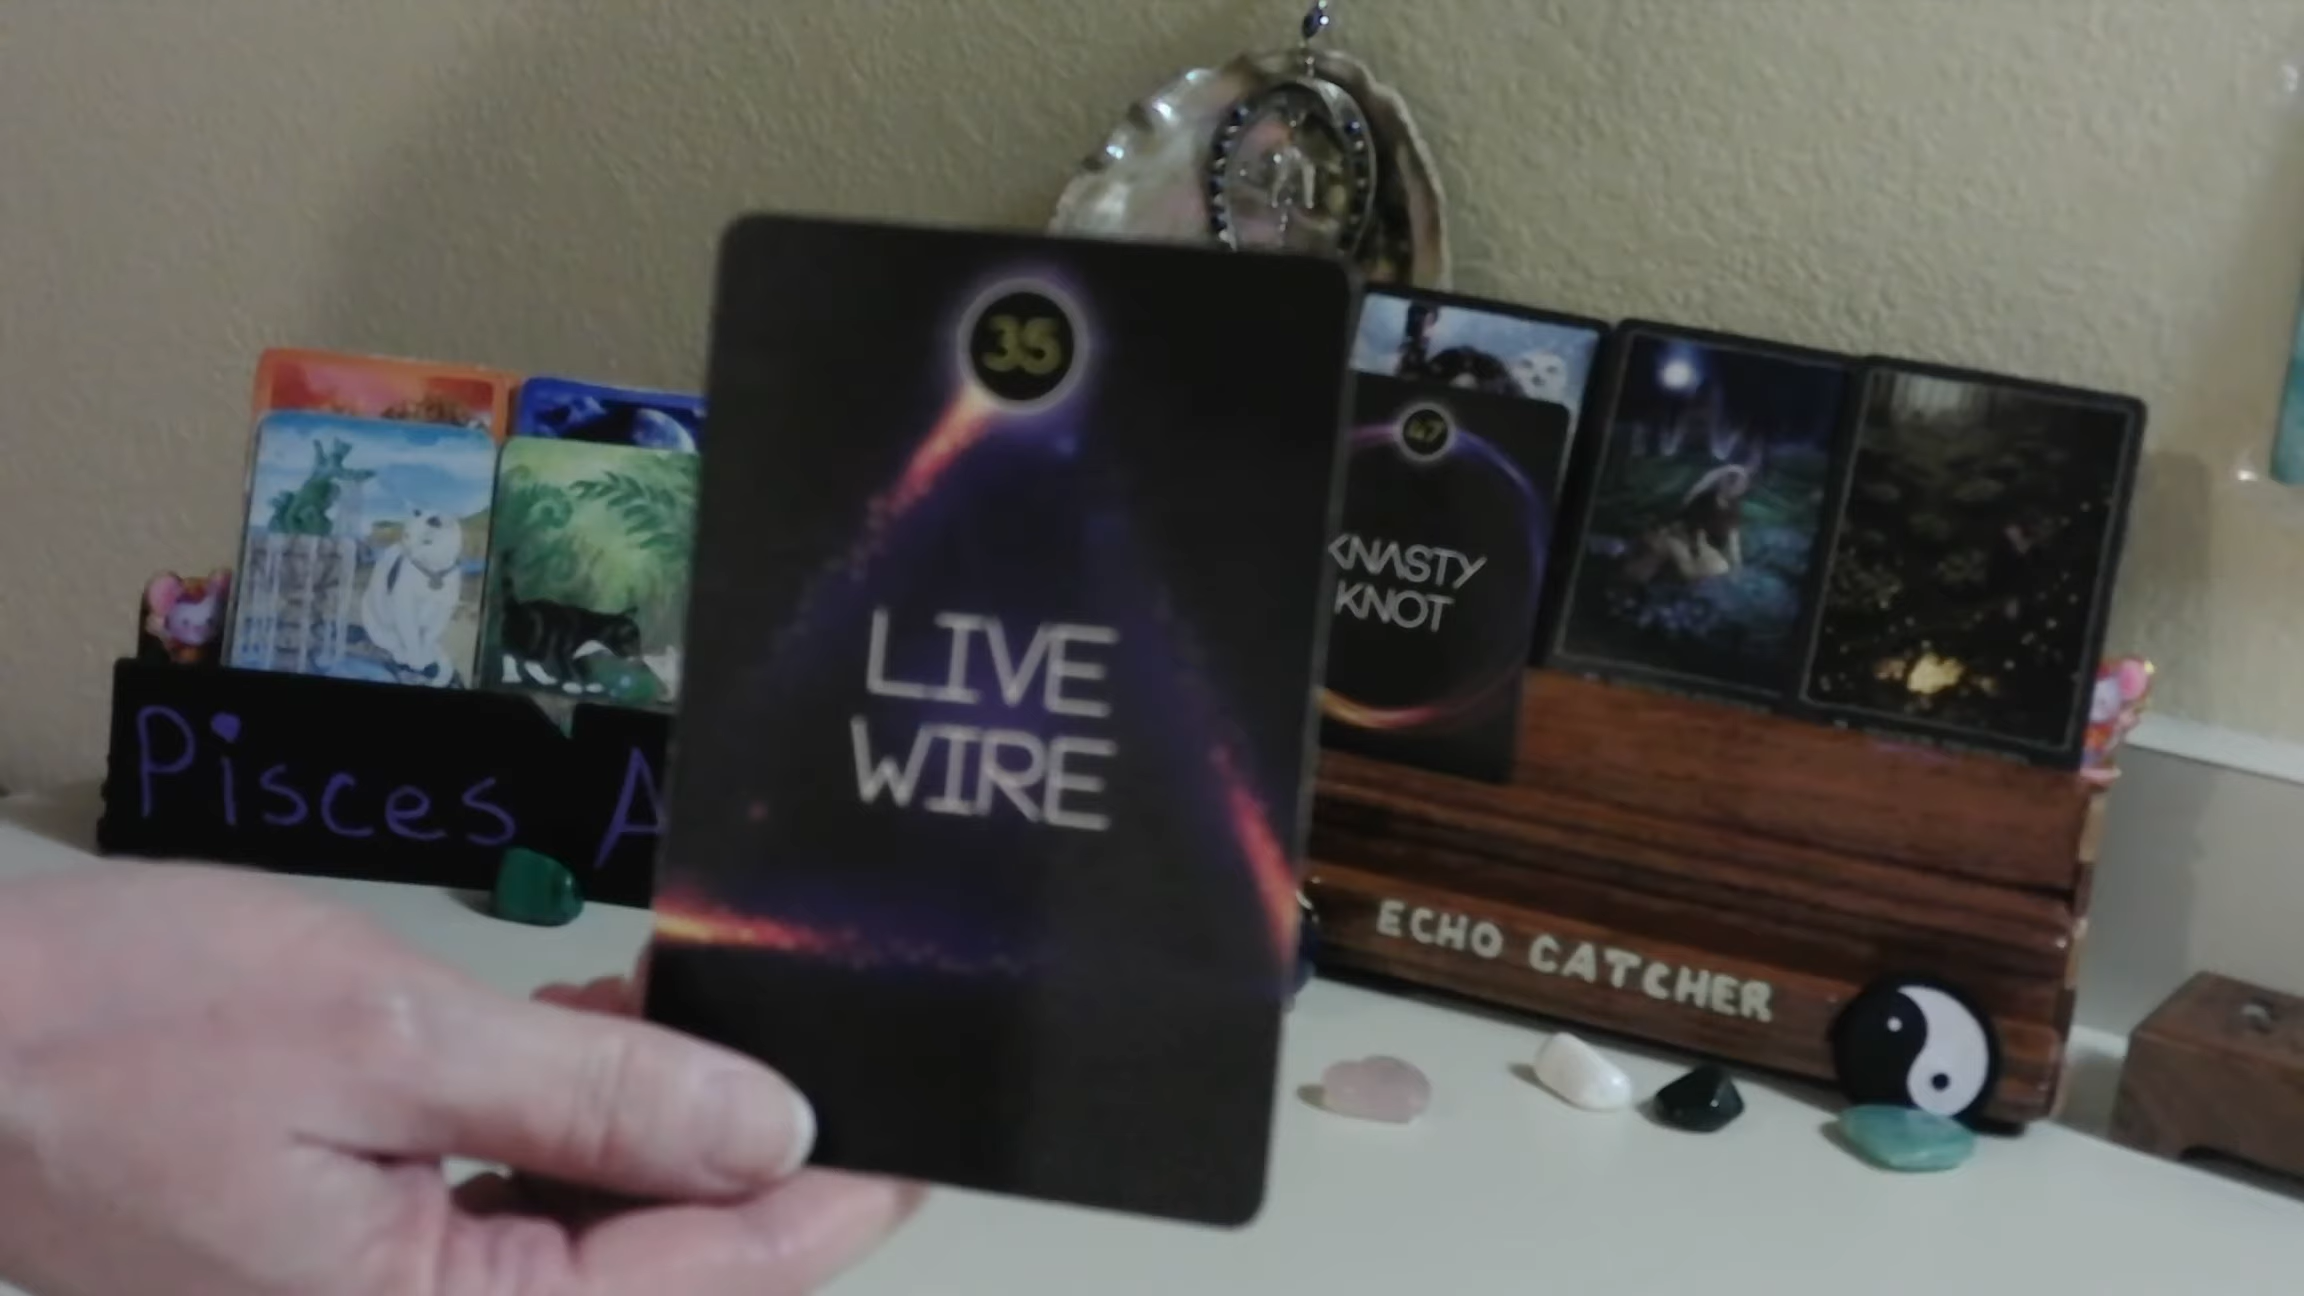 35
LIVE
WIRE
47
KNASTY
KNOT
Pisces A
ECHO CATCHER